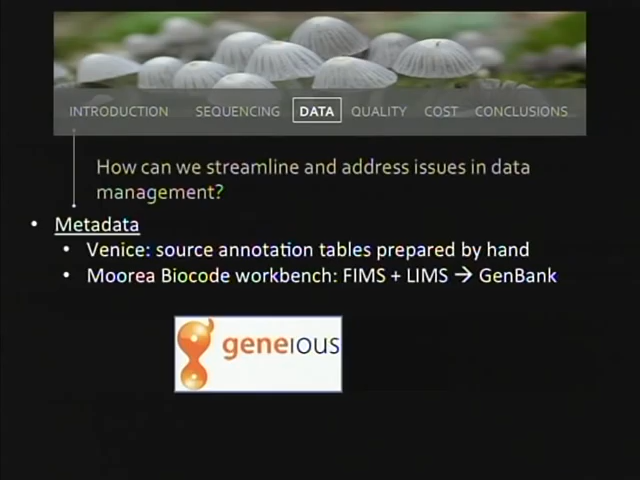 INTRODUCTION SEQUENCING DATA QUALITY COST CONCLUSIONS
How can we streamline and address issues in data
management?
• Metadata
• Venice: source annotation tables prepared by hand
• Moorea Biocode workbench: FIMS + LIMS → GenBank
geneious